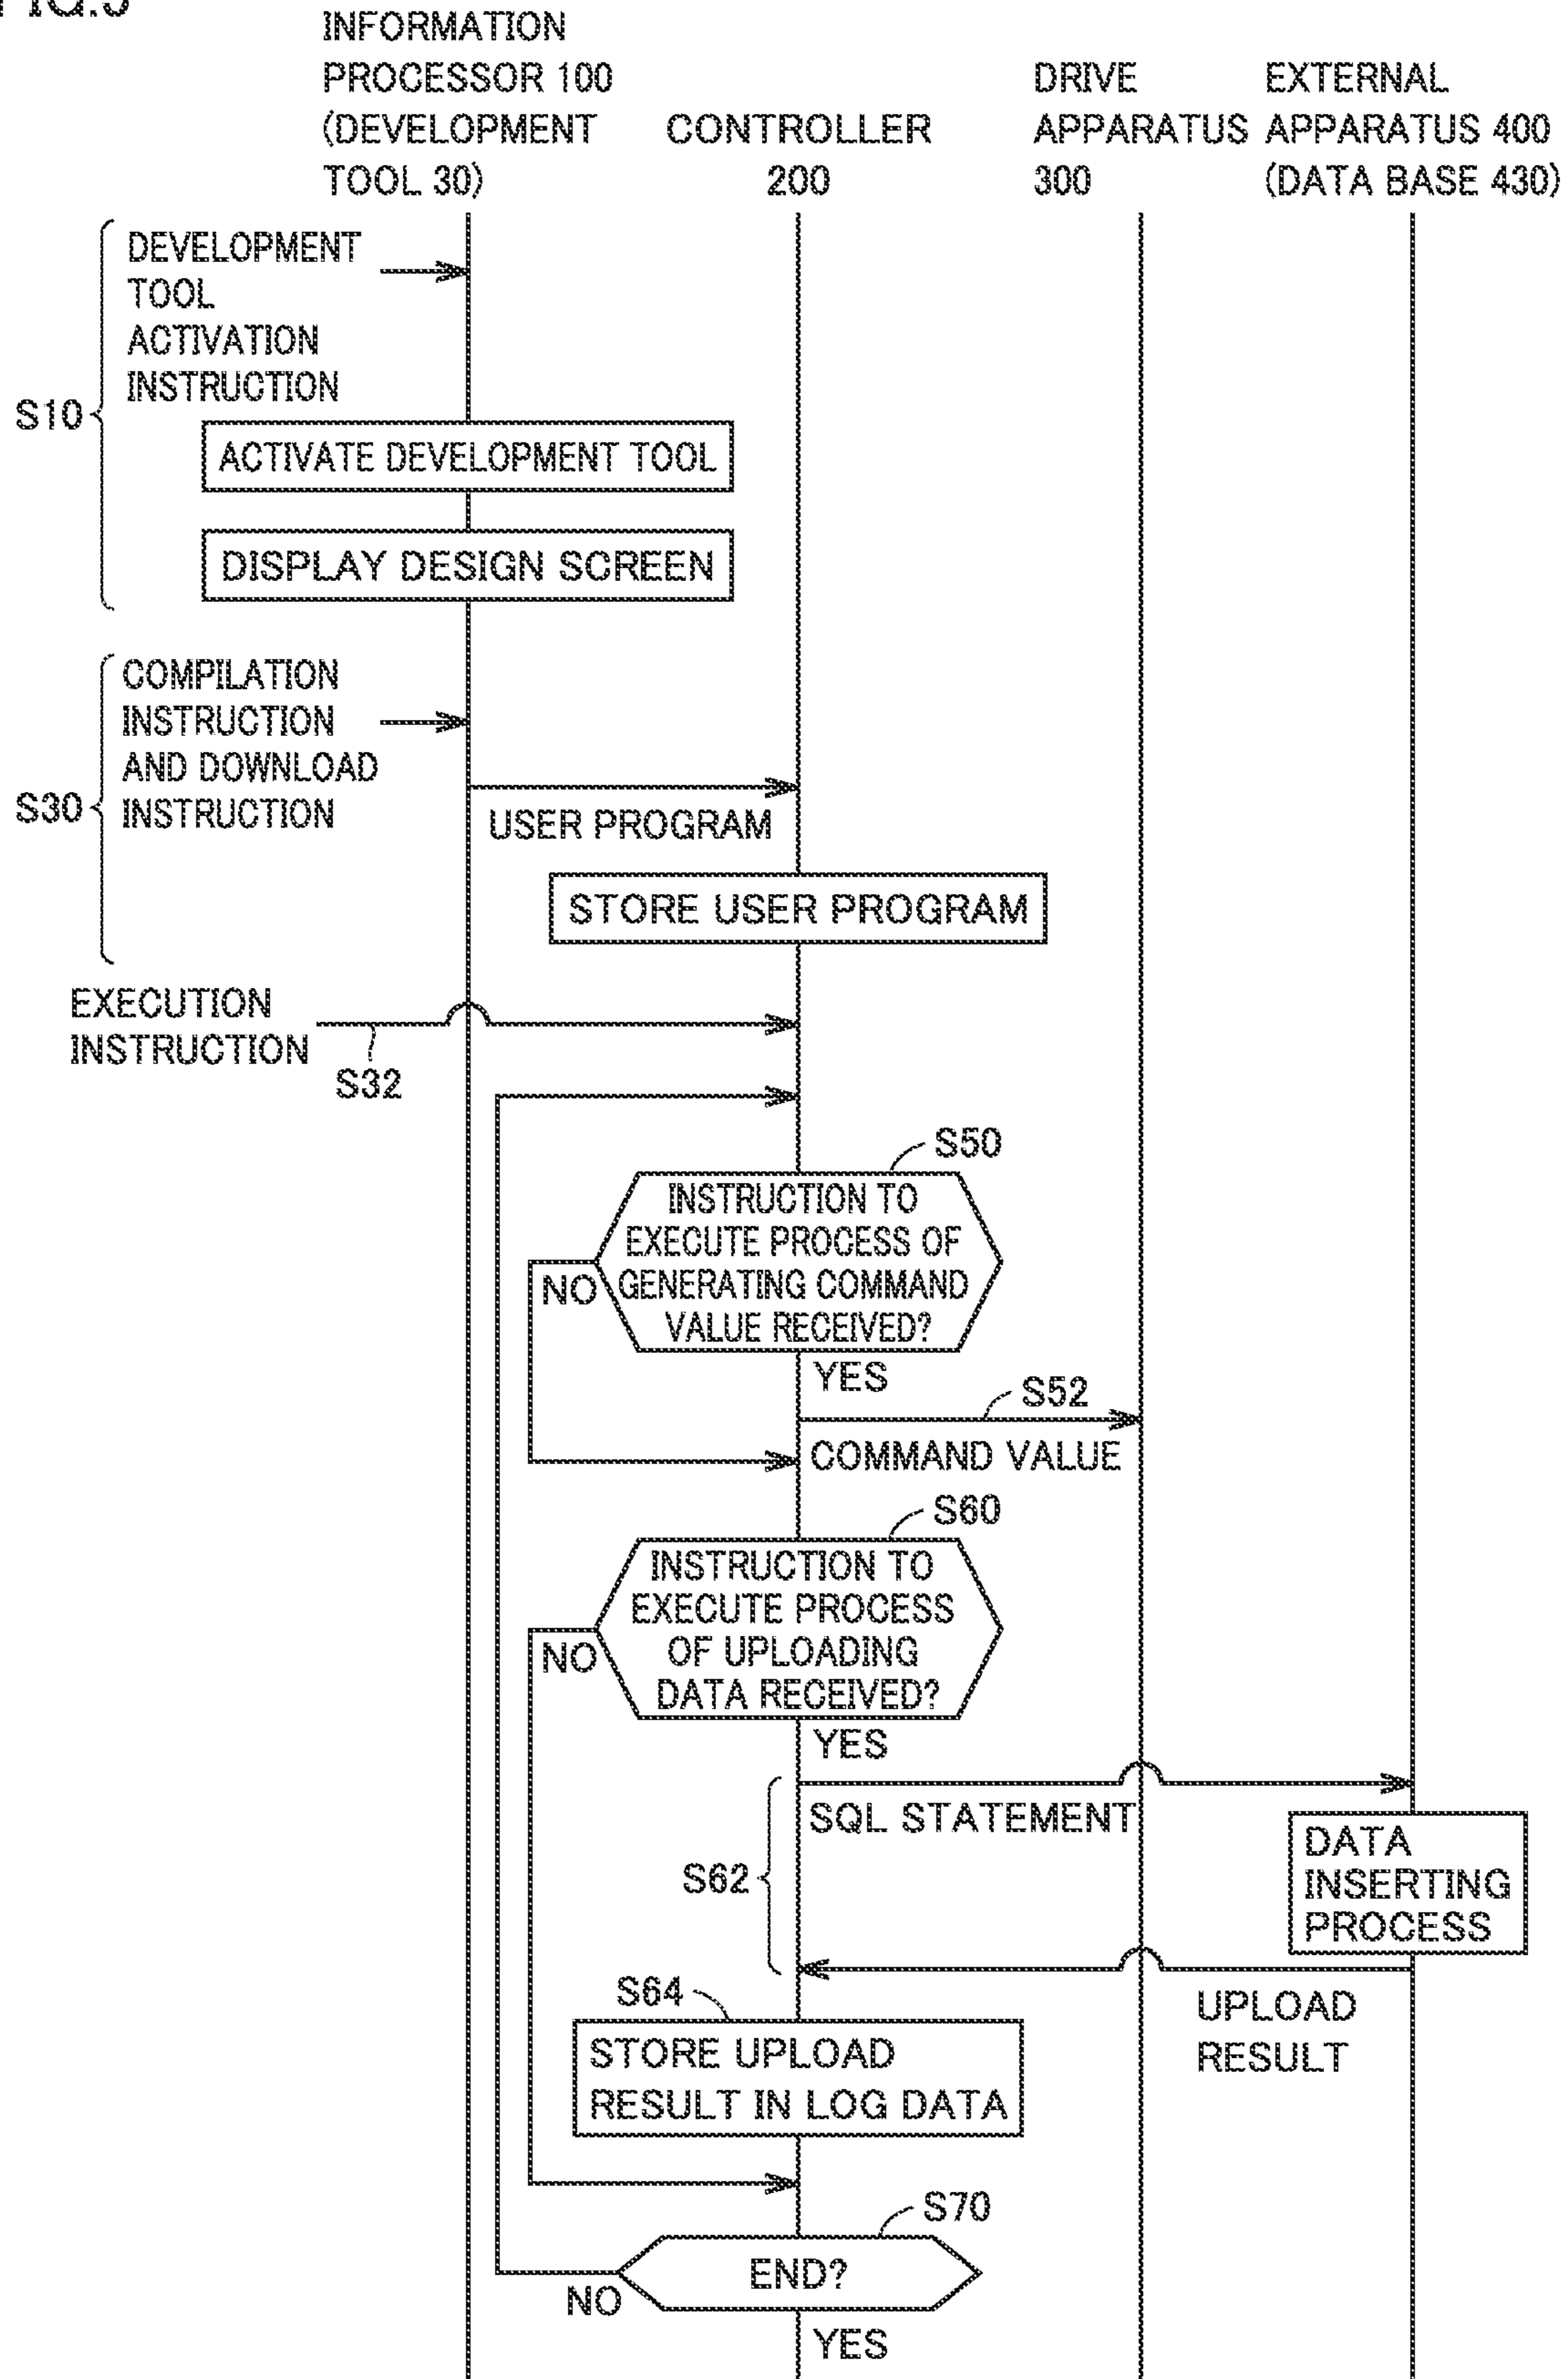 INFORMATION
PROCESSOR 100
(DEVELOPMENT
TOOL 30)
CONTROLLER
200
DRIVE
APPARATUS
300
EXTERNAL
APPARATUS 400
(DATA BASE 430)
S10
DEVELOPMENT
TOOL
ACTIVATION
INSTRUCTION
ACTIVATE DEVELOPMENT TOOL
DISPLAY DESIGN SCREEN
S30
COMPILATION
INSTRUCTION
AND DOWNLOAD
INSTRUCTION
USER PROGRAM
STORE USER PROGRAM
EXECUTION
INSTRUCTION
S32
S50
INSTRUCTION TO
EXECUTE PROCESS OF
GENERATING COMMAND
VALUE RECEIVED?
NO
YES
S52
COMMAND VALUE
S60
INSTRUCTION TO
EXECUTE PROCESS
OF UPLOADING
DATA RECEIVED?
NO
YES
SQL STATEMENT
S62
DATA
INSERTING
PROCESS
UPLOAD
RESULT
S64
STORE UPLOAD
RESULT IN LOG DATA
S70
END?
NO
YES